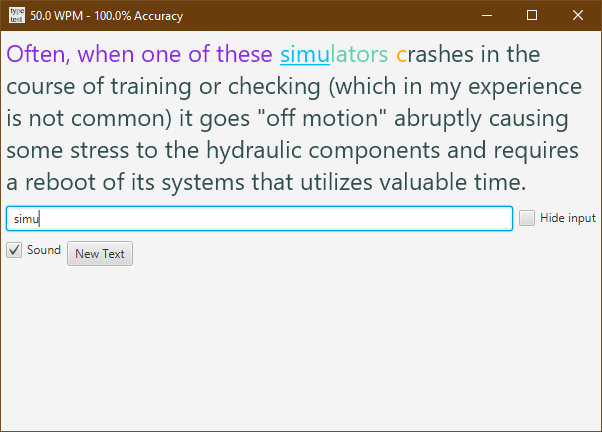 type
text
50.0 WPM - 100.0% Accuracy
Often, when one of these simulators crashes in the
course of training or checking (which in my experience
is not common) it goes "off motion" abruptly causing
some stress to the hydraulic components and requires
a reboot of its systems that utilizes valuable time.
simu
Hide input
Sound
New Text